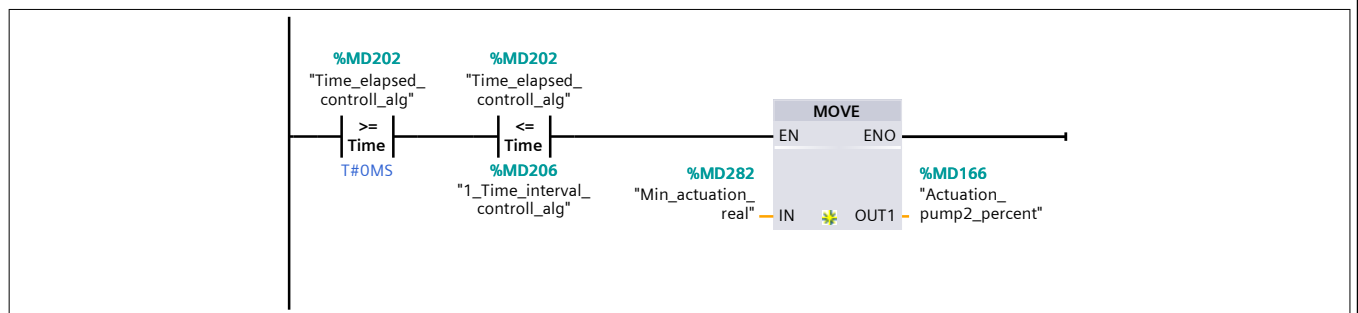 %MD202
"Time_elapsed_
controll_alg"
>=
Time
T#0MS
%MD202
"Time_elapsed_
controll_alg"
<=
Time
%MD206
"1_Time_interval_
controll_alg"
MOVE
EN ENO
%MD282
"Min_actuation_
real"
IN OUT1
%MD166
"Actuation_
pump2_percent"